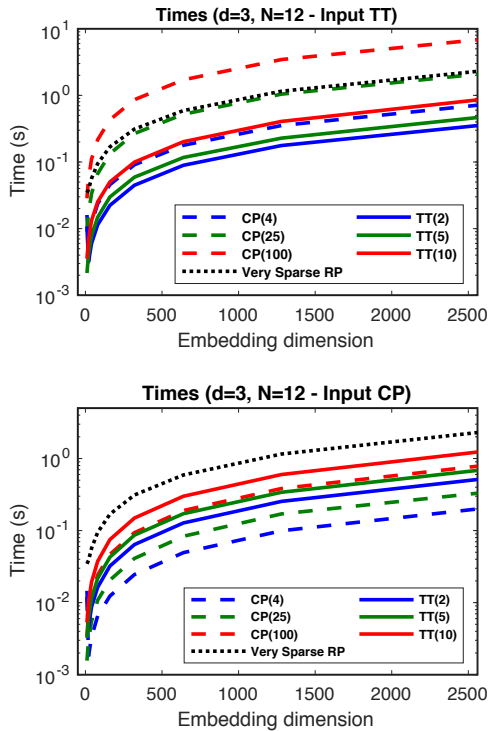 Times (d=3, N=12 - Input TT)
10^1
10^0
10^-1
10^-2
10^-3
Time (s)
CP(4)
CP(25)
CP(100)
Very Sparse RP
TT(2)
TT(5)
TT(10)
0 500 1000 1500 2000 2500
Embedding dimension
Times (d=3, N=12 - Input CP)
10^0
10^-1
10^-2
10^-3
Time (s)
CP(4)
CP(25)
CP(100)
Very Sparse RP
TT(2)
TT(5)
TT(10)
0 500 1000 1500 2000 2500
Embedding dimension